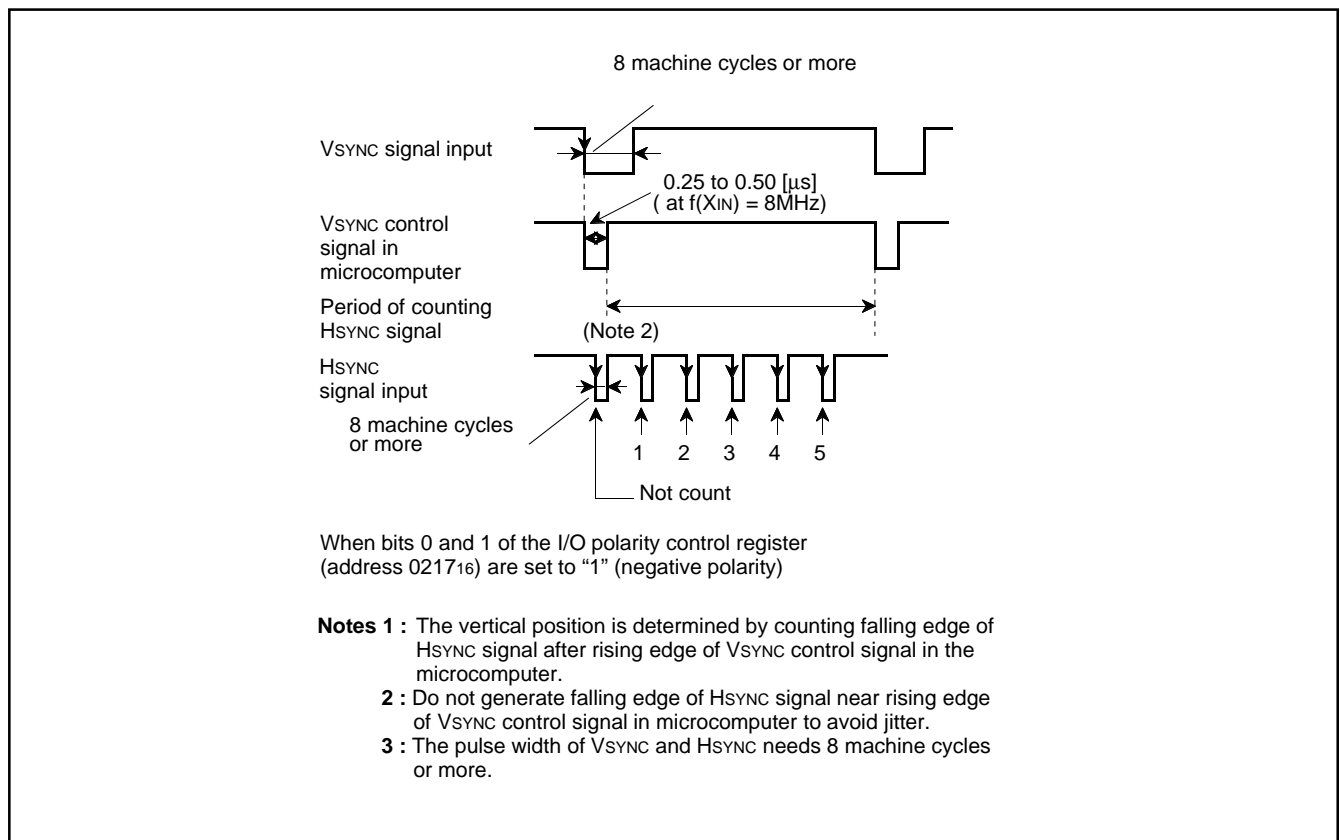 8 machine cycles or more
VSYNC signal input
0.25 to 0.50 [μs]
( at f(XIN) = 8MHz)
VSYNC control
signal in
microcomputer
Period of counting
HSYNC signal
(Note 2)
HSYNC
signal input
8 machine cycles
or more
1 2 3 4 5
Not count
When bits 0 and 1 of the I/O polarity control register
(address 021716) are set to “1” (negative polarity)
Notes 1 : The vertical position is determined by counting falling edge of
HSYNC signal after rising edge of VSYNC control signal in the
microcomputer.
2 : Do not generate falling edge of HSYNC signal near rising edge
of VSYNC control signal in microcomputer to avoid jitter.
3 : The pulse width of VSYNC and HSYNC needs 8 machine cycles
or more.